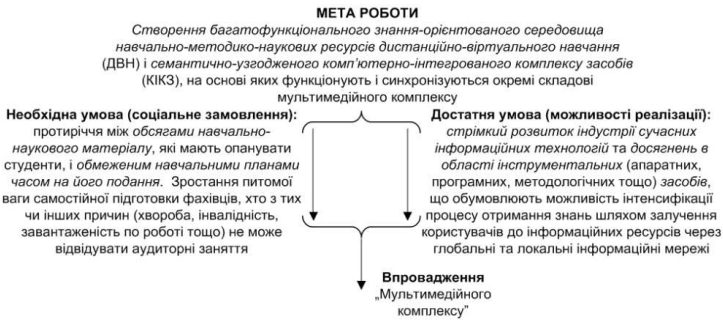 МЕТА РОБОТИ
Створення багатофункціонального знання-орієнтованого середовища
навчально-методико-наукових ресурсів дистанційно-віртуального навчання
(ДВН) і семантично-узгодженого комп’ютерно-інтегрованого комплексу засобів
(КІКЗ), на основі яких функціонують і синхронізуються окремі складові
мультимедійного комплексу
Необхідна умова (соціальне замовлення):
протиріччя між обсягами навчально-
наукового матеріалу, які мають опанувати
студенти, і обмеженим навчальними планами
часом на його подання. Зростання питомої
ваги самостійної підготовки фахівців, хто з тих
чи інших причин (хвороба, інвалідність,
завантаженість по роботі тощо) не може
відвідувати аудиторні заняття
Достатня умова (можливості реалізації):
стрімкий розвиток індустрії сучасних
інформаційних технологій та досягнень в
області інструментальних (апаратних,
програмних, методологічних тощо) засобів,
що обумовлюють можливість інтенсифікації
процесу отримання знань шляхом залучення
користувачів до інформаційних ресурсів через
глобальні та локальні інформаційні мережі
Впровадження
„Мультимедійного
комплексу”